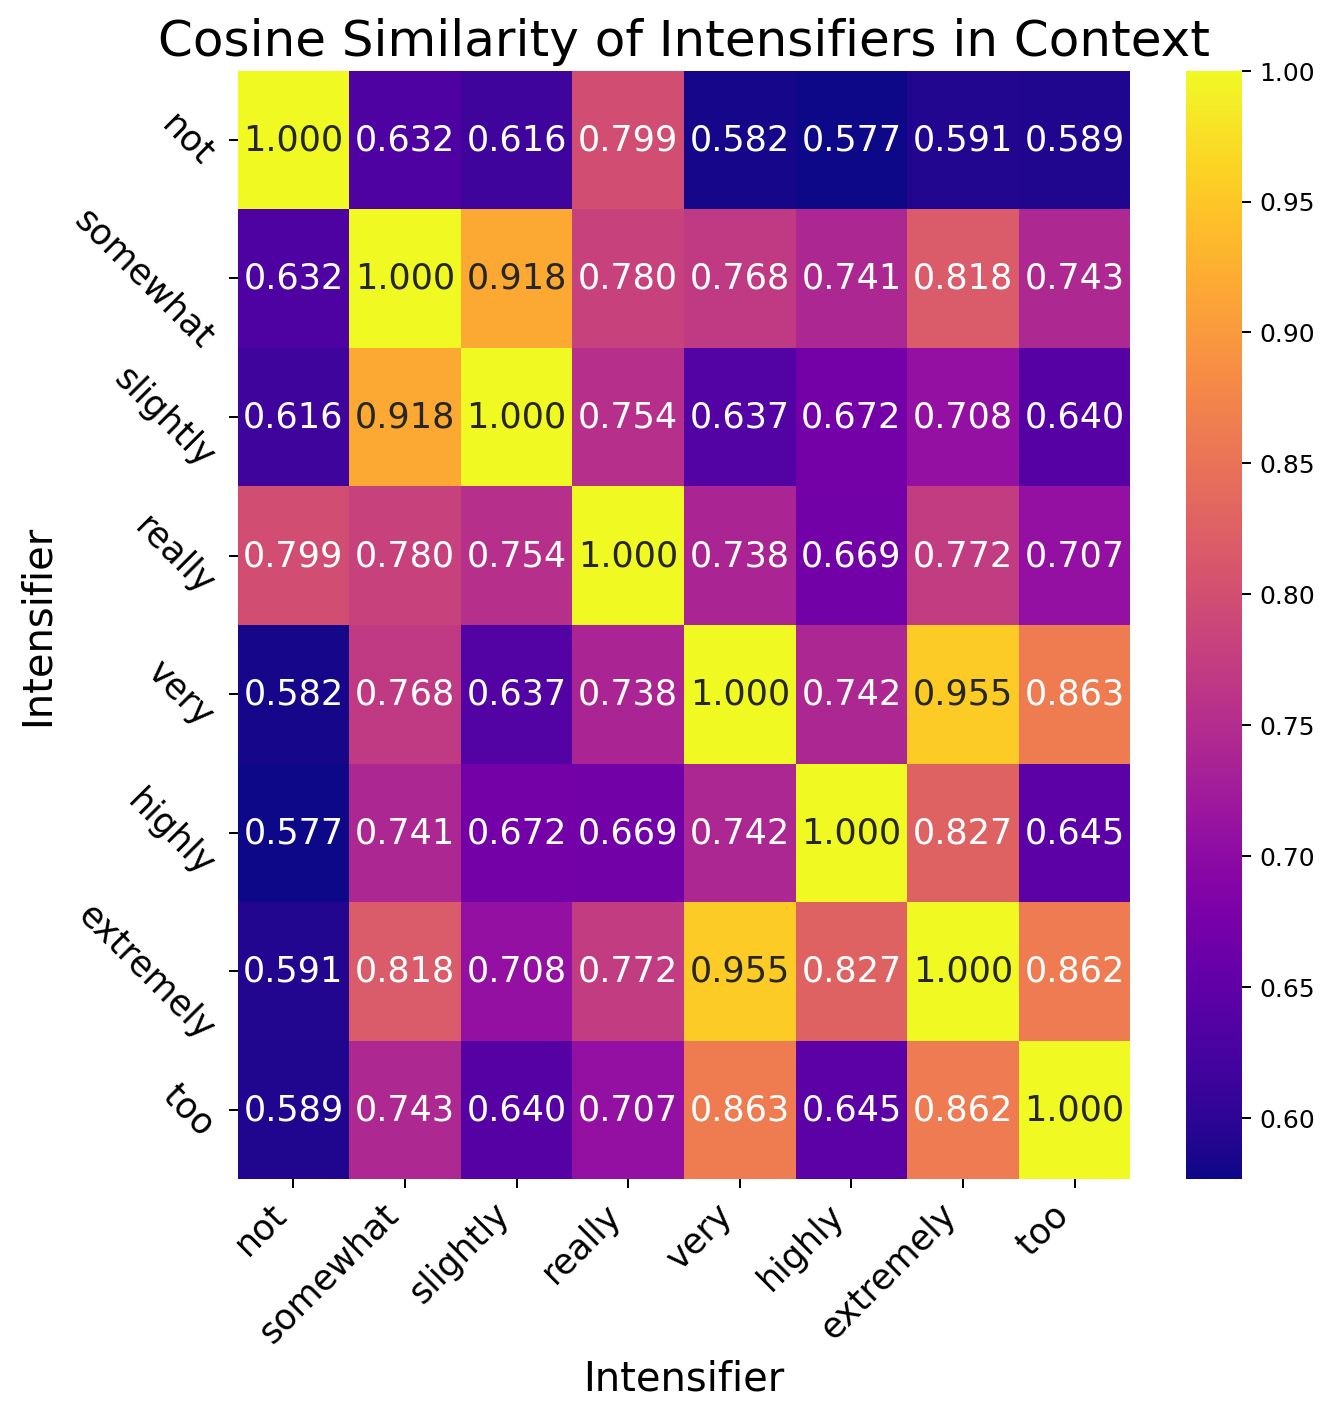 Cosine Similarity of Intensifiers in Context
not 1.000 0.632 0.616 0.799 0.582 0.577 0.591 0.589
somewhat 0.632 1.000 0.918 0.780 0.768 0.741 0.818 0.743
slightly 0.616 0.918 1.000 0.754 0.637 0.672 0.708 0.640
really 0.799 0.780 0.754 1.000 0.738 0.669 0.772 0.707
very 0.582 0.768 0.637 0.738 1.000 0.742 0.955 0.863
highly 0.577 0.741 0.672 0.669 0.742 1.000 0.827 0.645
extremely 0.591 0.818 0.708 0.772 0.955 0.827 1.000 0.862
too 0.589 0.743 0.640 0.707 0.863 0.645 0.862 1.000
Intensifier
not somewhat slightly really very highly extremely too
Intensifier
1.00
0.95
0.90
0.85
0.80
0.75
0.70
0.65
0.60